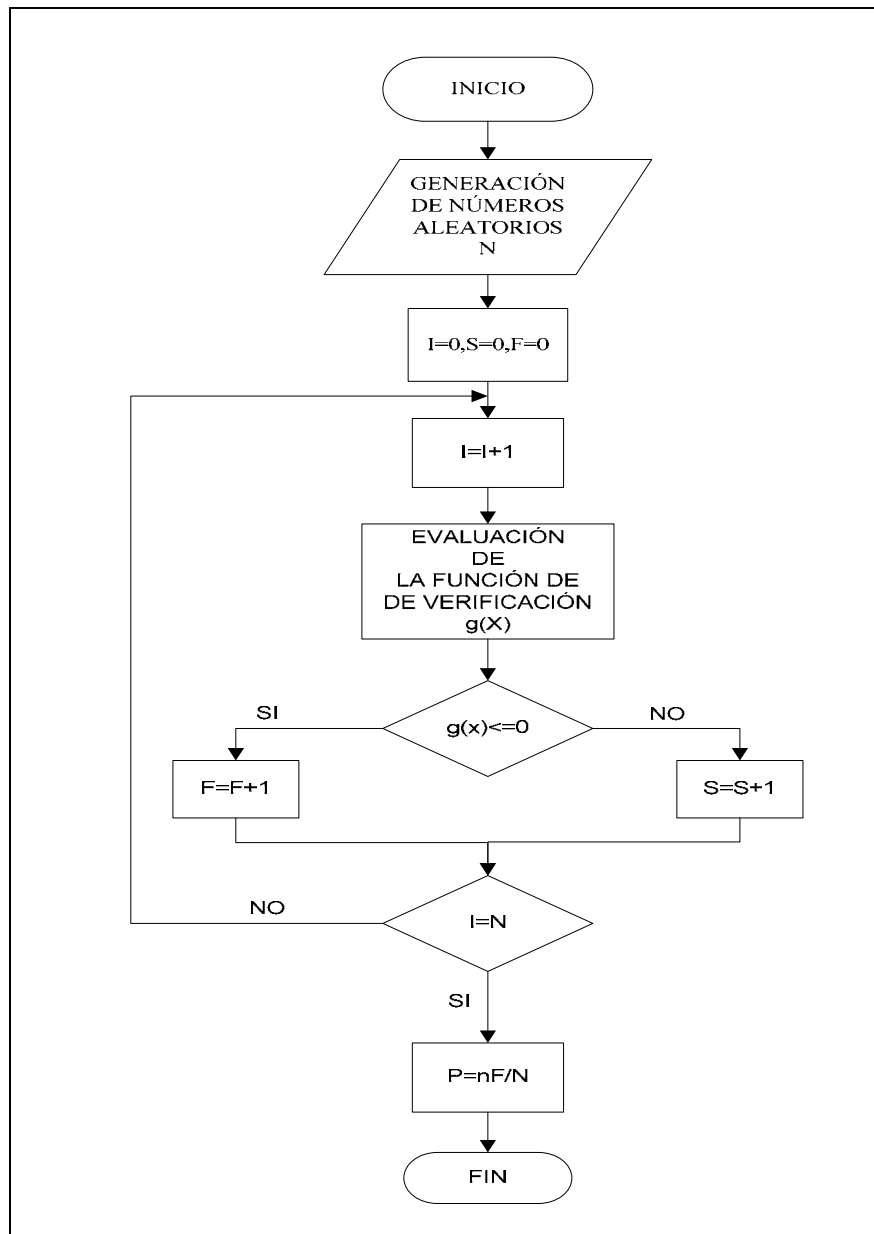 INICIO
GENERACIÓN
DE NÚMEROS
ALEATORIOS
N
I=0,S=0,F=0
I=I+1
EVALUACIÓN
DE
LA FUNCIÓN DE
DE VERIFICACIÓN
g(X)
SI
g(x)<=0
NO
F=F+1
S=S+1
NO
I=N
SI
P=nF/N
FIN